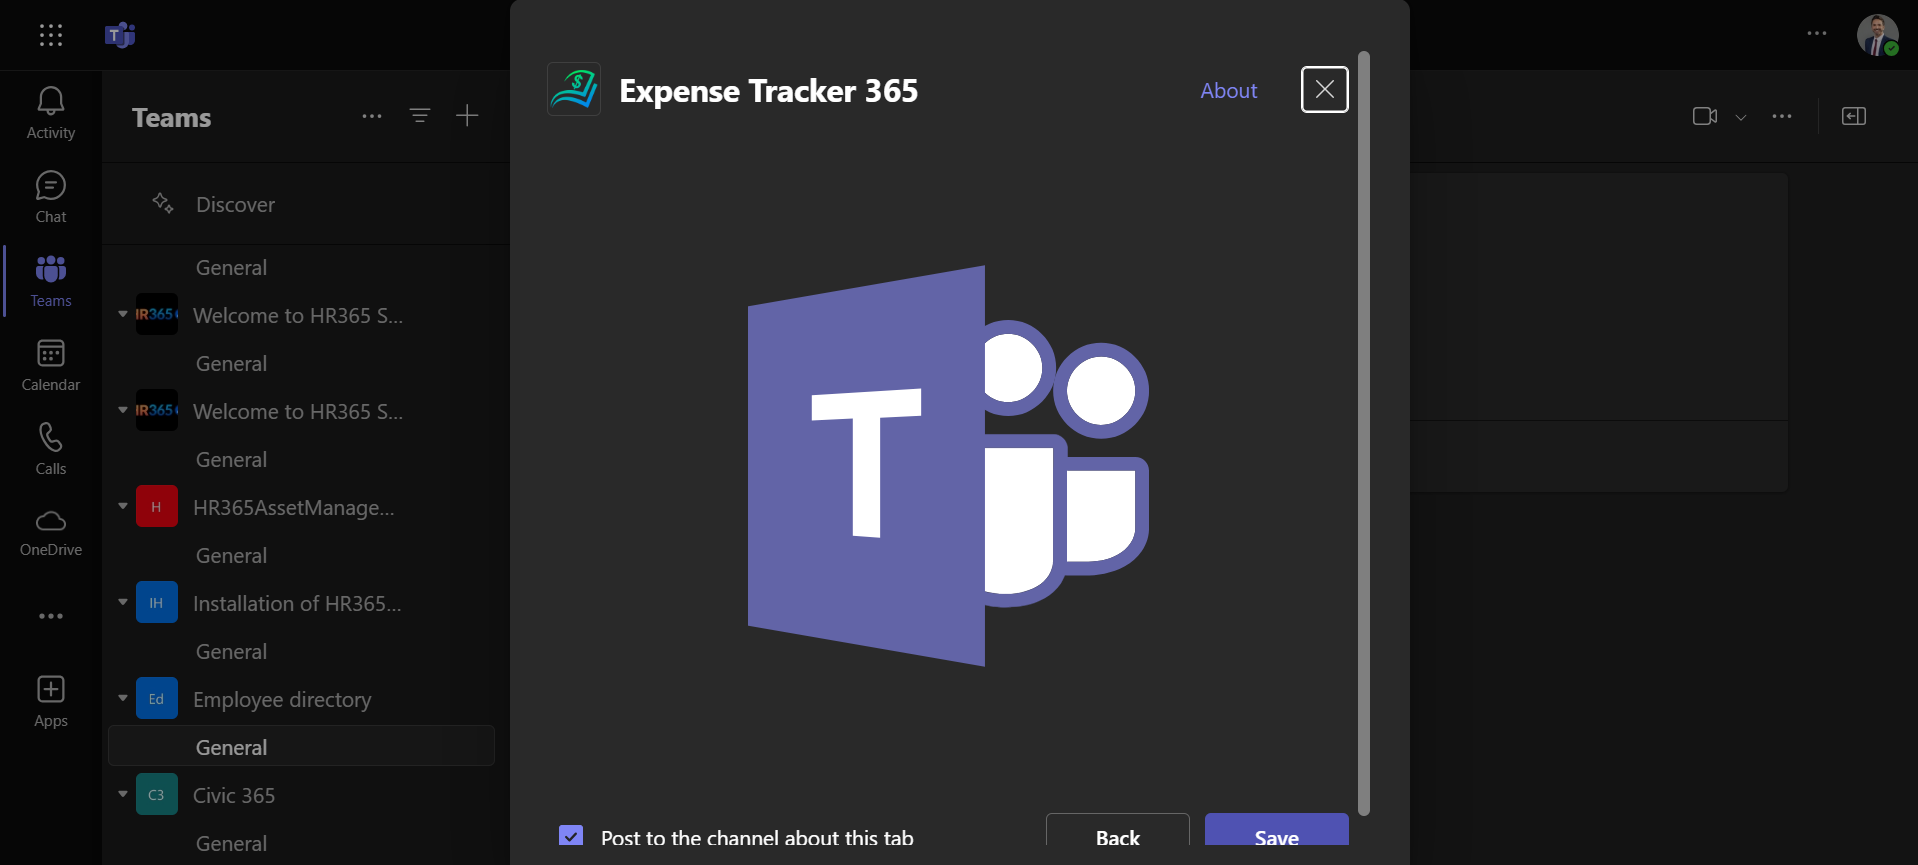 T
Activity
Chat
Teams
Calendar
Calls
OneDrive
Apps
Teams
Discover
General
Welcome to HR365 S...
General
Welcome to HR365 S...
General
H
HR365AssetManage...
General
IH
Installation of HR365...
General
Ed
Employee directory
General
C3
Civic 365
General
Expense Tracker 365
About
$
T
Post to the channel about this tab
Back
Save